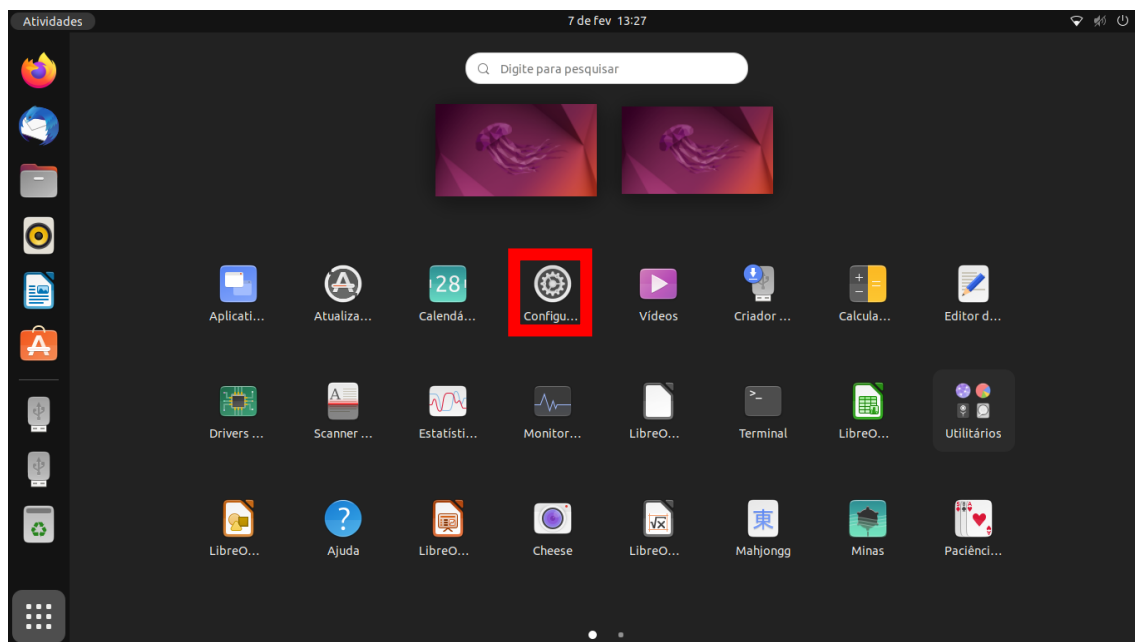 Atividades
7 de fev 13:27
Digite para pesquisar
28
Aplicati...
Atualiza...
Calendá...
Configu...
Vídeos
Criador ...
Calcula...
Editor d...
Drivers ...
Scanner ...
Estatísti...
Monitor...
LibreO...
Terminal
LibreO...
Utilitários
LibreO...
Ajuda
LibreO...
Cheese
LibreO...
東
Mahjongg
Minas
Paciênci...